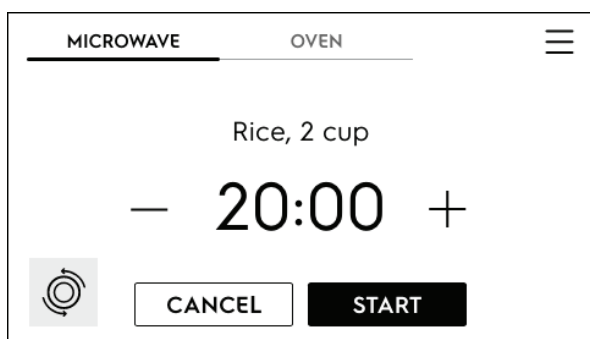 MICROWAVE OVEN
Rice, 2 cup
— 20:00 +
CANCEL START